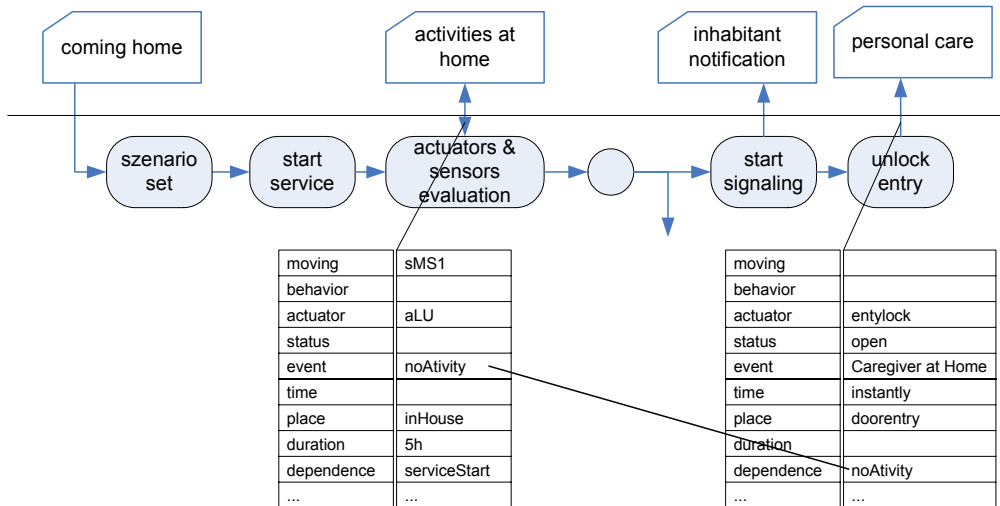 coming home
activities at
home
inhabitant
notification
personal care
szenario
set
start
service
actuators &
sensors
evaluation
start
signaling
unlock
entry
moving sMS1
behavior
actuator aLU
status
event noAtivity
time
place inHouse
duration 5h
dependence serviceStart
... ...
moving
behavior
actuator entylock
status open
event Caregiver at Home
time instantly
place doorentry
duration
dependence noAtivity
... ...